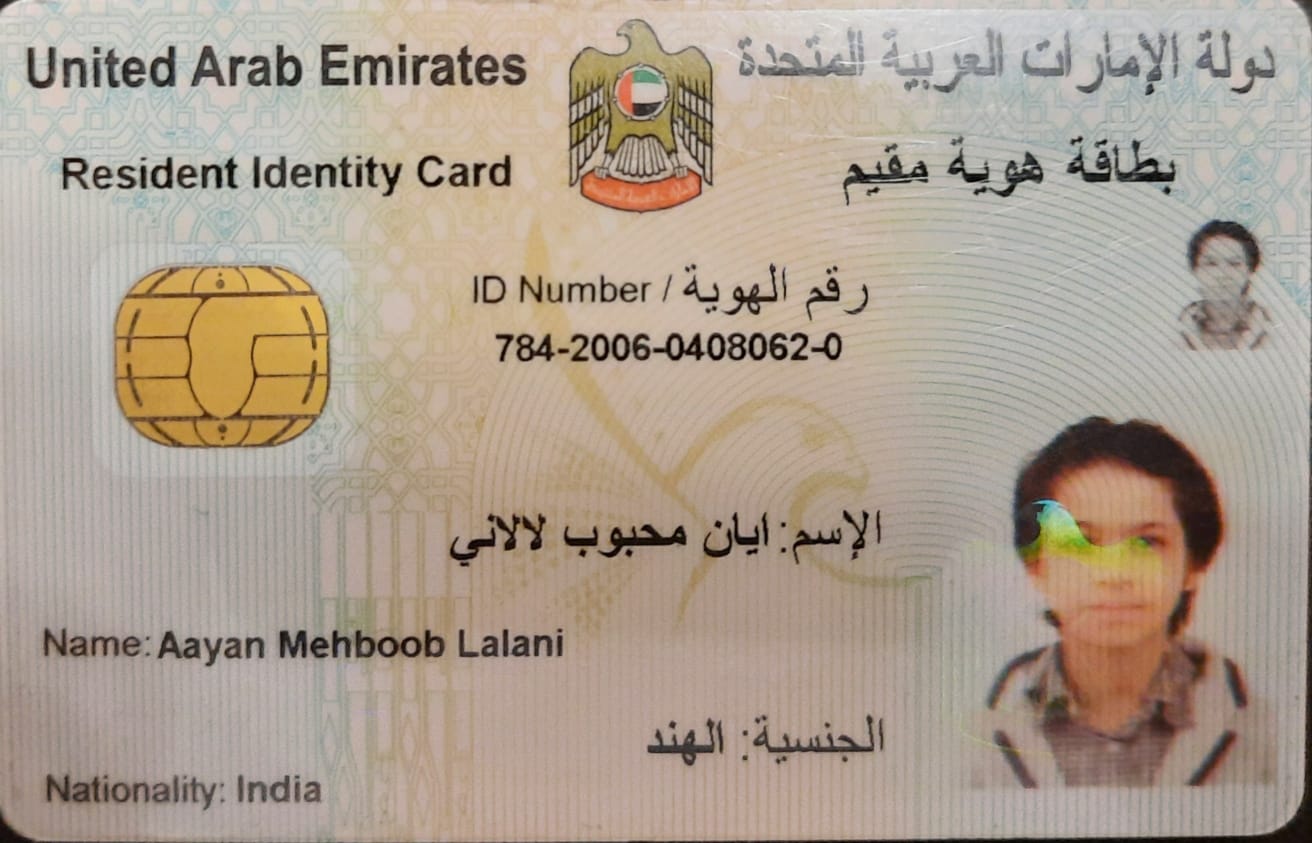 United Arab Emirates
دولة الإمارات العربية المتحدة
Resident Identity Card
بطاقة هوية مقيم
ID Number / رقم الهوية
784-2006-0408062-0
الإسم: ايان محبوب لالاني
Name: Aayan Mehboob Lalani
الجنسية: الهند
Nationality: India